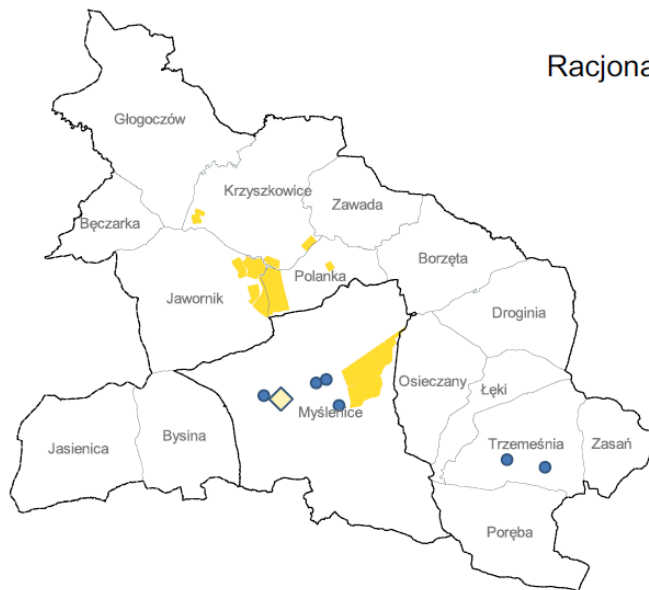 Racjona
Głogoczów
Krzyszkowice
Zawada
Bęczarka
Borzęta
Polanka
Jawornik
Droginia
Osieczany
Łęki
Myślenice
Jasienica
Bysina
Trzemeśnia
Zasań
Poręba